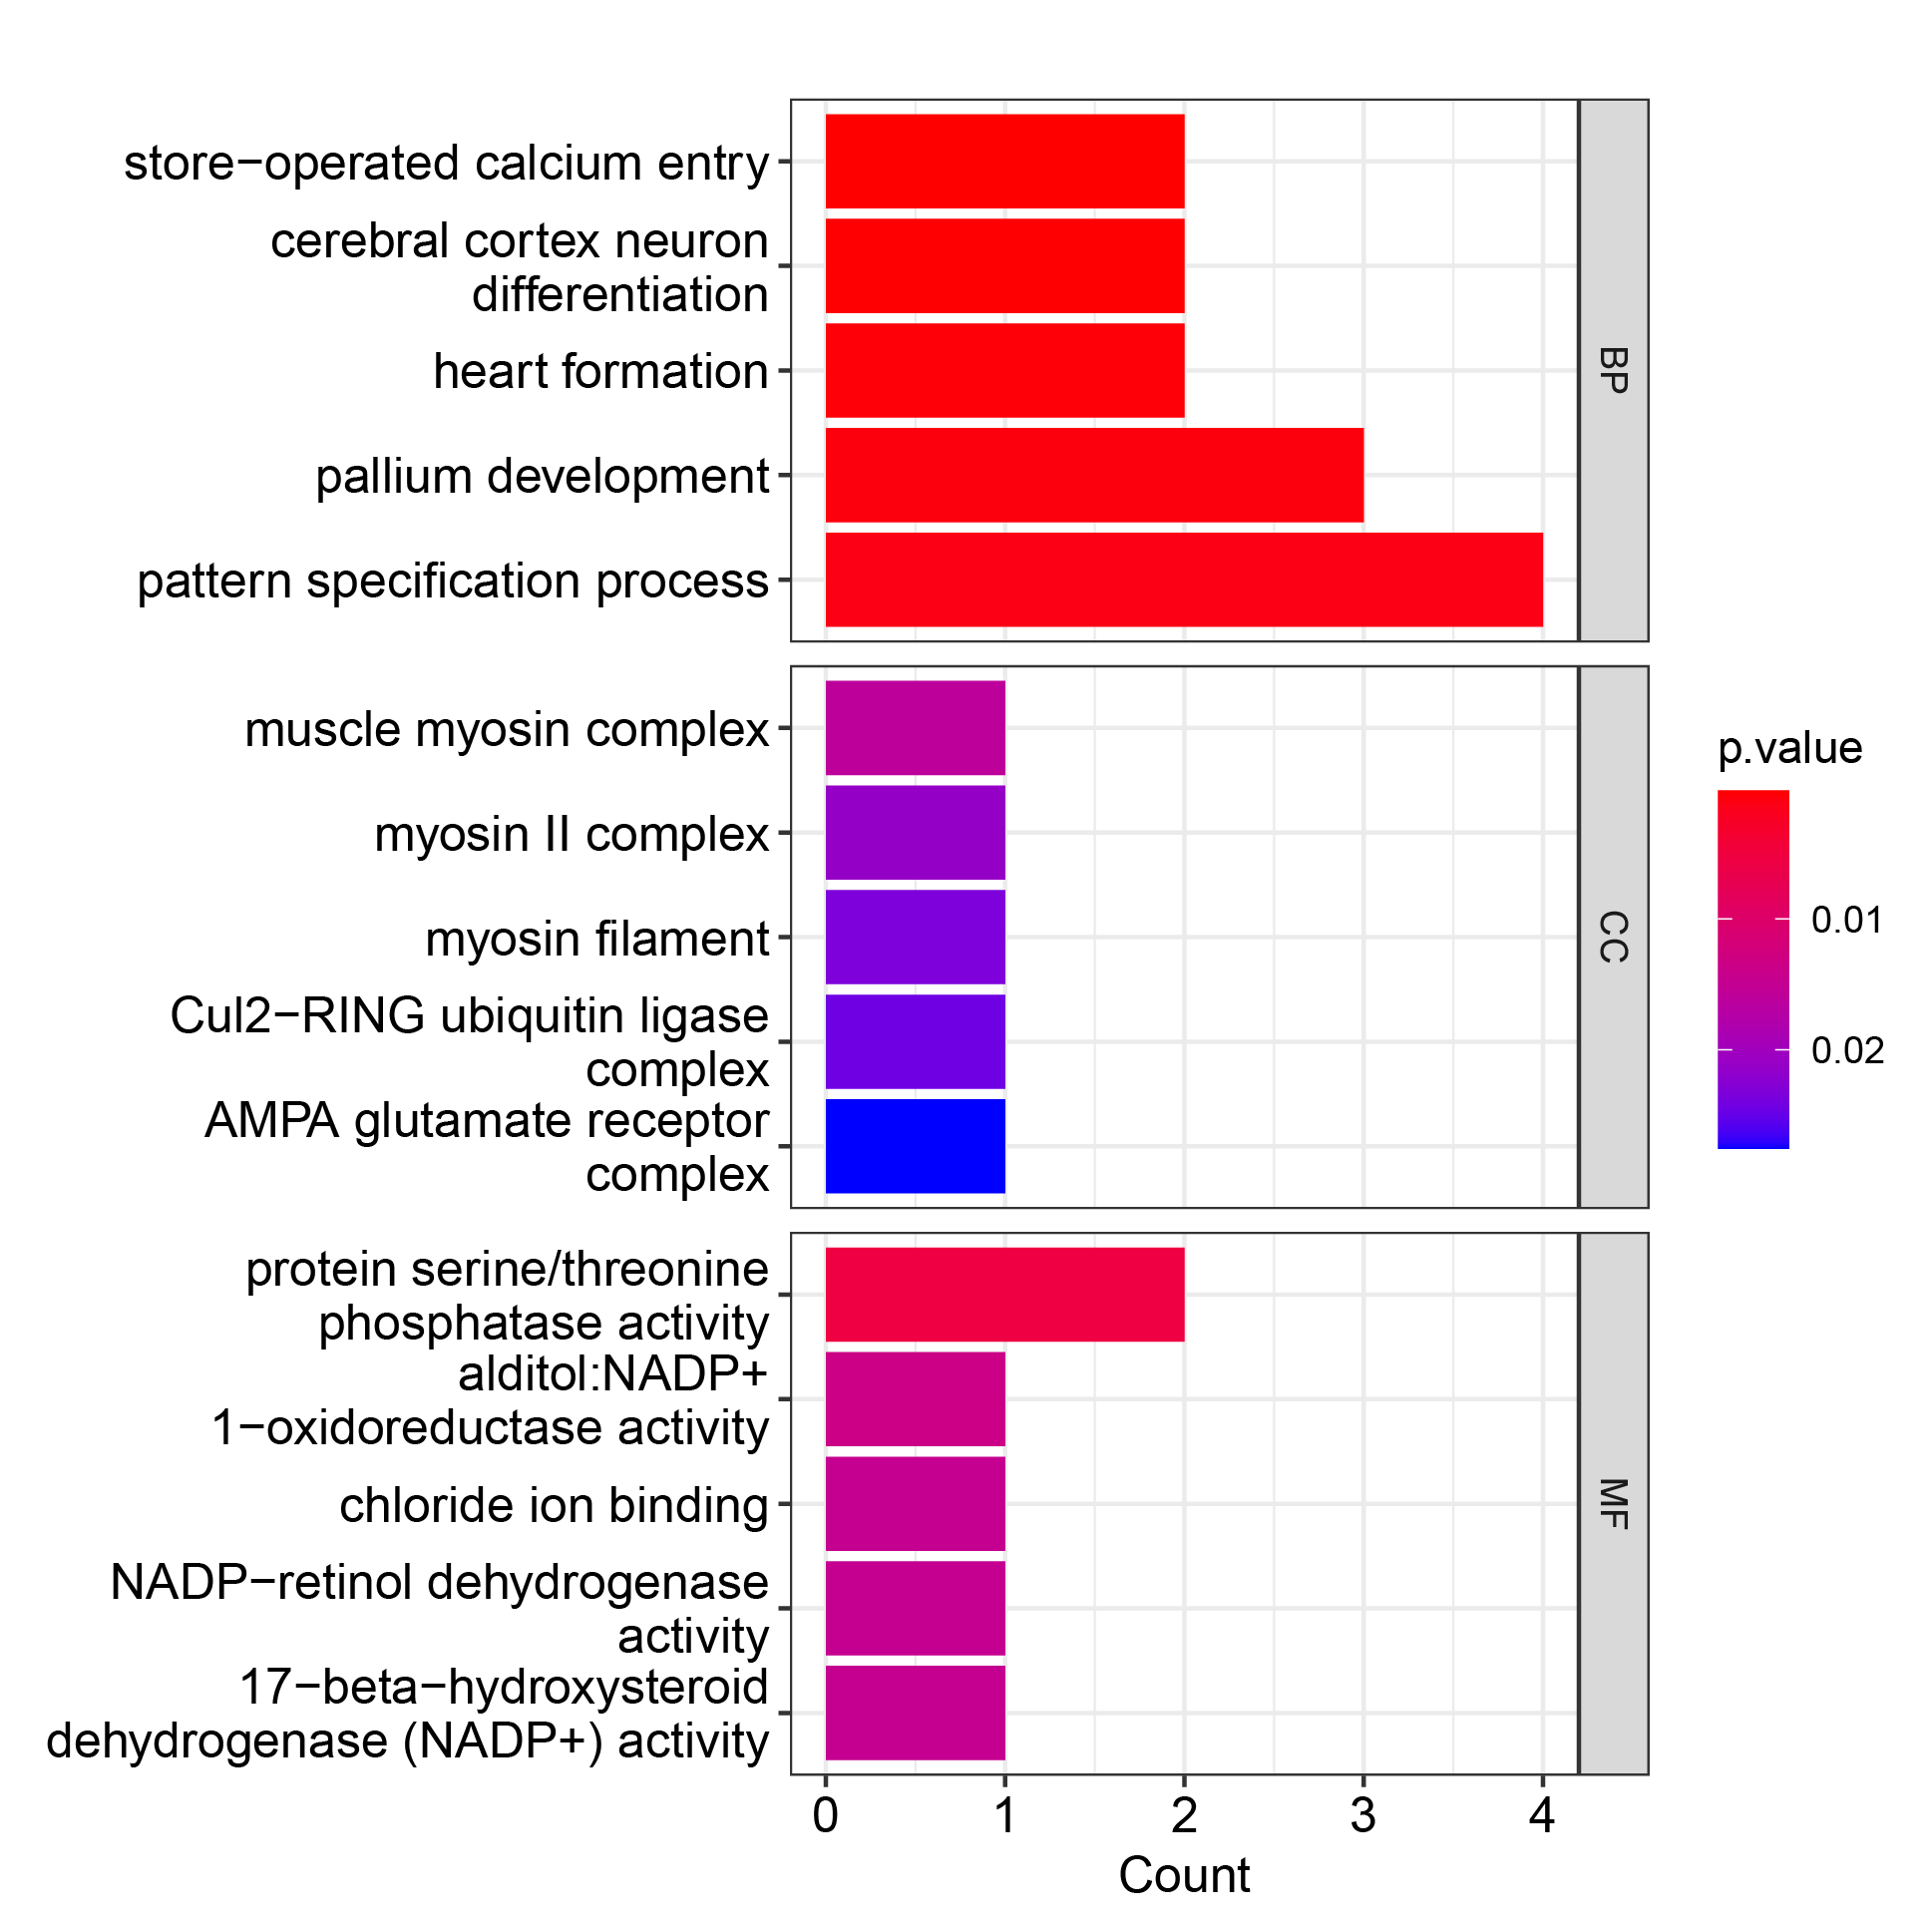 store−operated calcium entry
cerebral cortex neuron
differentiation
heart formation
pallium development
pattern specification process
BP
muscle myosin complex
myosin II complex
myosin filament
Cul2−RING ubiquitin ligase
complex
AMPA glutamate receptor
complex
CC
protein serine/threonine
phosphatase activity
alditol:NADP+
1−oxidoreductase activity
chloride ion binding
NADP−retinol dehydrogenase
activity
17−beta−hydroxysteroid
dehydrogenase (NADP+) activity
MF
0 1 2 3 4
Count
p.value
0.01
0.02